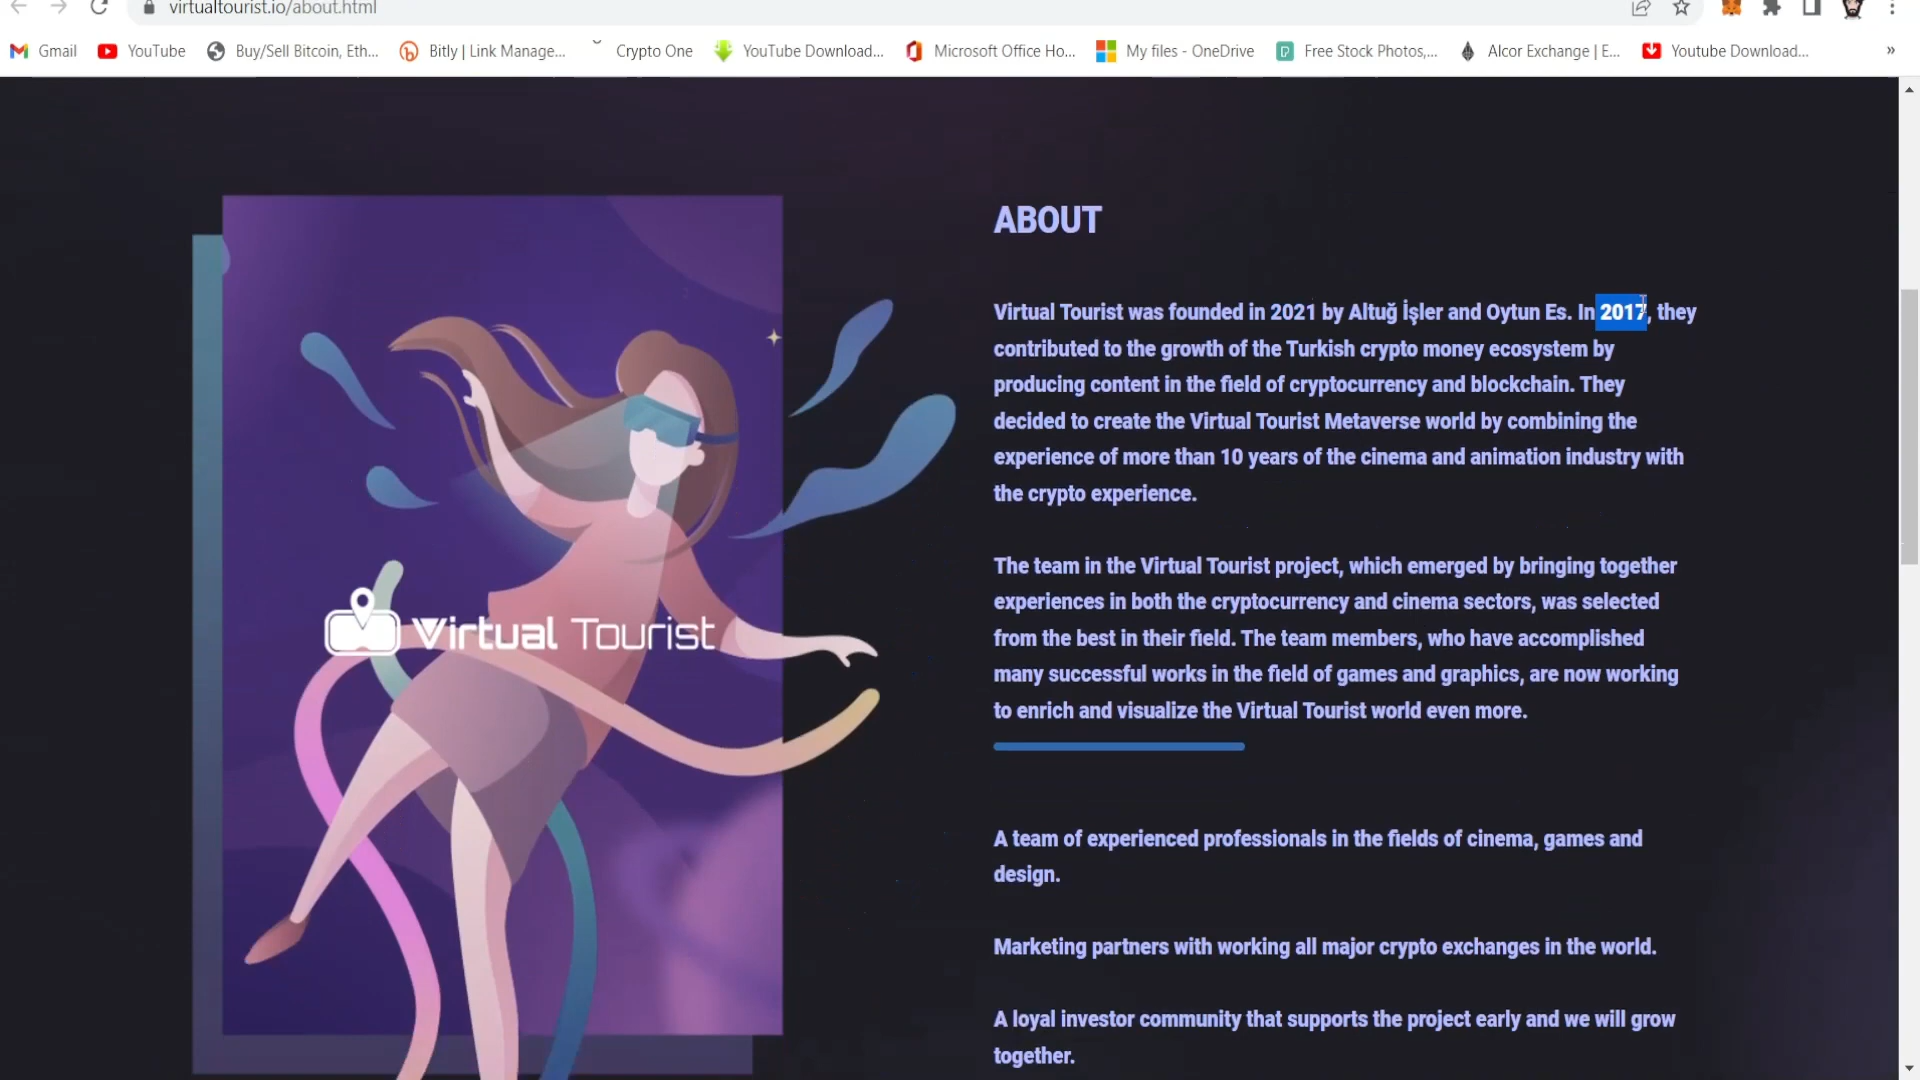 virtualtourist.io/about.html
Gmail YouTube Buy/Sell Bitcoin, Eth... Bitly | Link Manage... Crypto One YouTube Download... Microsoft Office Ho... My files - OneDrive Free Stock Photos,... Alcor Exchange | E... Youtube Download... »
ABOUT
Virtual Tourist was founded in 2021 by Altuğ İşler and Oytun Es. In 2017, they
contributed to the growth of the Turkish crypto money ecosystem by
producing content in the field of cryptocurrency and blockchain. They
decided to create the Virtual Tourist Metaverse world by combining the
experience of more than 10 years of the cinema and animation industry with
the crypto experience.
The team in the Virtual Tourist project, which emerged by bringing together
experiences in both the cryptocurrency and cinema sectors, was selected
from the best in their field. The team members, who have accomplished
many successful works in the field of games and graphics, are now working
to enrich and visualize the Virtual Tourist world even more.
Virtual Tourist
A team of experienced professionals in the fields of cinema, games and
design.
Marketing partners with working all major crypto exchanges in the world.
A loyal investor community that supports the project early and we will grow
together.